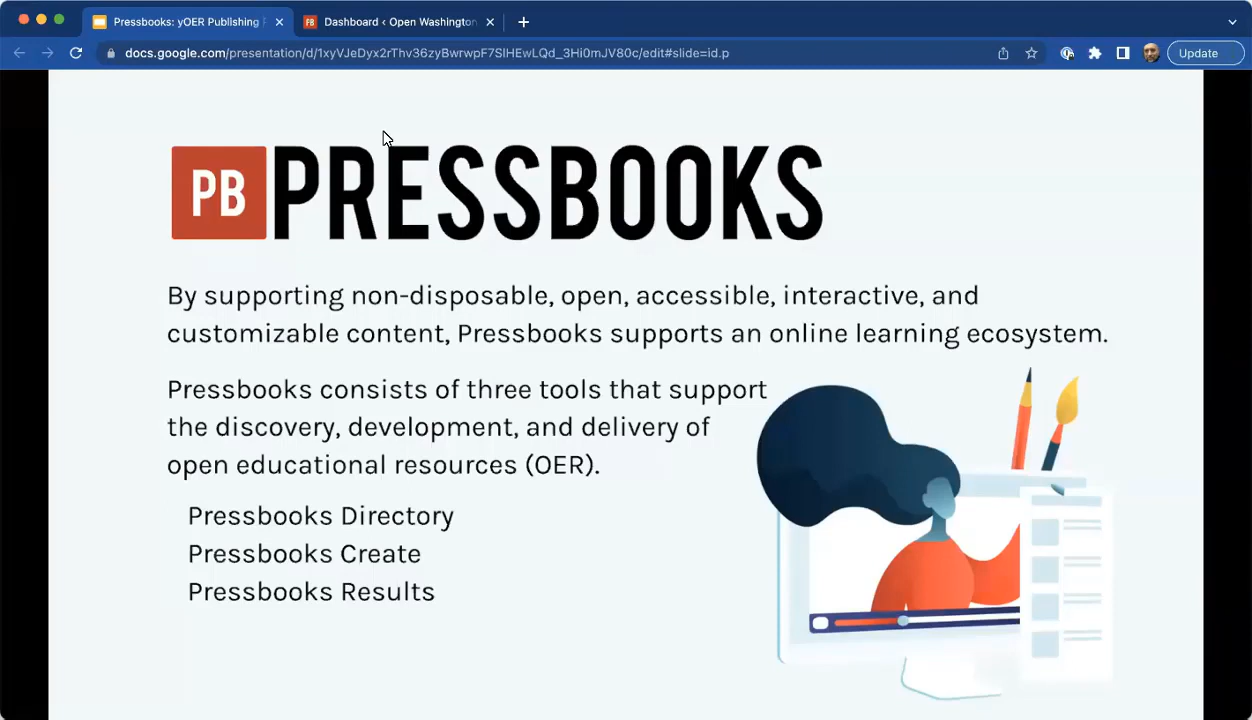 Pressbooks: yOER Publishing
Dashboard ‹ Open Washington
docs.google.com/presentation/d/1xyVJeDyx2rThv36zyBwrwpF7SIHEwLQd_3Hi0mJV80c/edit#slide=id.p
Update
PB PRESSBOOKS
By supporting non-disposable, open, accessible, interactive, and
customizable content, Pressbooks supports an online learning ecosystem.
Pressbooks consists of three tools that support
the discovery, development, and delivery of
open educational resources (OER).
Pressbooks Directory
Pressbooks Create
Pressbooks Results